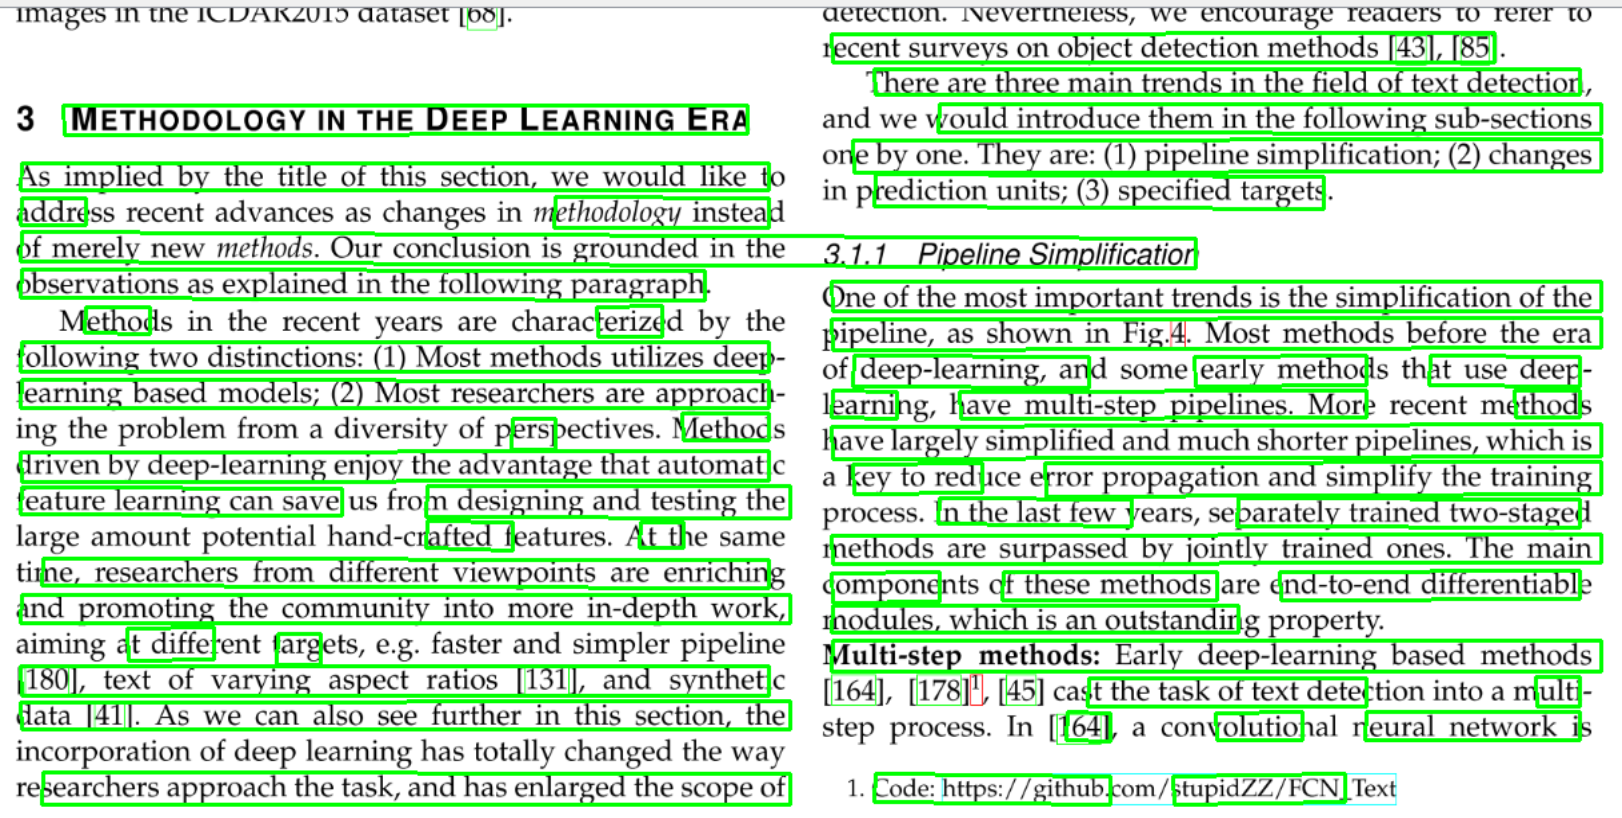 images in the ICDAR2015 dataset [68].
3 METHODOLOGY IN THE DEEP LEARNING ERA
As implied by the title of this section, we would like to
address recent advances as changes in methodology instead
of merely new methods. Our conclusion is grounded in the
observations as explained in the following paragraph.
Methods in the recent years are characterized by the
following two distinctions: (1) Most methods utilizes deep-
learning based models; (2) Most researchers are approach-
ing the problem from a diversity of perspectives. Methods
driven by deep-learning enjoy the advantage that automatic
feature learning can save us from designing and testing the
large amount potential hand-crafted features. At the same
time, researchers from different viewpoints are enriching
and promoting the community into more in-depth work,
aiming at different targets, e.g. faster and simpler pipeline
[180], text of varying aspect ratios [131], and synthetic
data [41]. As we can also see further in this section, the
incorporation of deep learning has totally changed the way
researchers approach the task, and has enlarged the scope of
detection. Nevertheless, we encourage readers to refer to
recent surveys on object detection methods [43], [85].
There are three main trends in the field of text detection,
and we would introduce them in the following sub-sections
one by one. They are: (1) pipeline simplification; (2) changes
in prediction units; (3) specified targets.
3.1.1 Pipeline Simplification
One of the most important trends is the simplification of the
pipeline, as shown in Fig.4. Most methods before the era
of deep-learning, and some early methods that use deep-
learning, have multi-step pipelines. More recent methods
have largely simplified and much shorter pipelines, which is
a key to reduce error propagation and simplify the training
process. In the last few years, separately trained two-staged
methods are surpassed by jointly trained ones. The main
components of these methods are end-to-end differentiable
modules, which is an outstanding property.
Multi-step methods: Early deep-learning based methods
[164], [178]1, [45] cast the task of text detection into a multi-
step process. In [164], a convolutional neural network is
1. Code: https://github.com/stupidZZ/FCN_Text